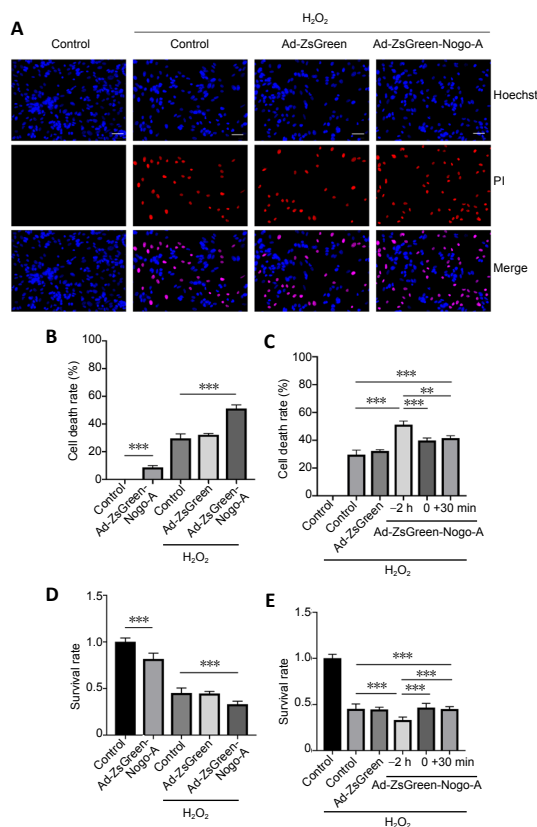 A
H₂O₂
Control Control Ad-ZsGreen Ad-ZsGreen-Nogo-A
Hoechst
PI
Merge
B
Cell death rate (%)
100
80
60
40
20
0
***
***
Control
Ad-ZsGreen-
Nogo-A
Control
Ad-ZsGreen
Ad-ZsGreen-
Nogo-A
H₂O₂
C
Cell death rate (%)
100
80
60
40
20
0
***
**
*** ***
Control
Control
Ad-ZsGreen
−2 h 0 +30 min
Ad-ZsGreen-Nogo-A
H₂O₂
D
Survival rate
1.5
1.0
0.5
0
***
***
Control
Ad-ZsGreen-
Nogo-A
Control
Ad-ZsGreen
Ad-ZsGreen-
Nogo-A
H₂O₂
E
Survival rate
1.5
1.0
0.5
0
***
***
*** ***
Control
Control
Ad-ZsGreen
−2 h 0 +30 min
Ad-ZsGreen-Nogo-A
H₂O₂